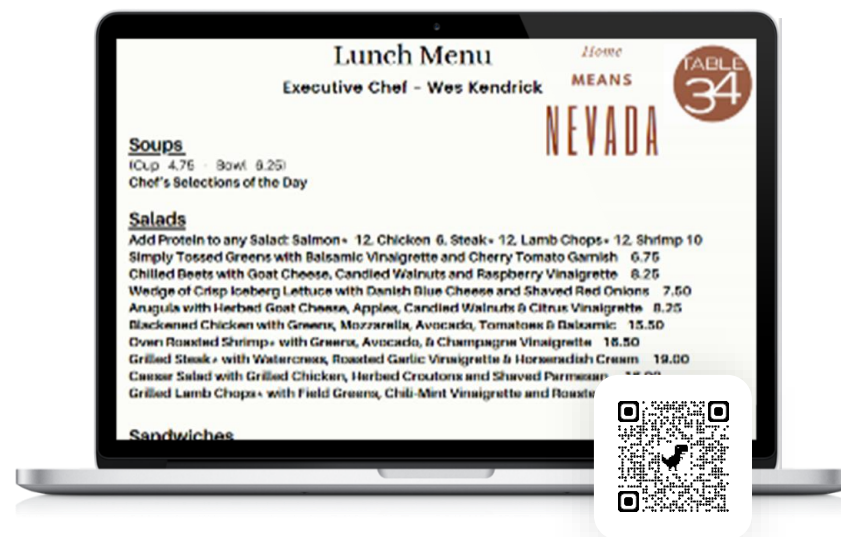 Lunch Menu
Executive Chef - Wes Kendrick
Home
MEANS
NEVADA
TABLE
34
Soups
(Cup 4.75 - Bowl 6.25)
Chef's Selections of the Day
Salads
Add Protein to any Salad: Salmon* 12, Chicken 6, Steak* 12, Lamb Chops* 12, Shrimp 10
Simply Tossed Greens with Balsamic Vinaigrette and Cherry Tomato Garnish 6.75
Chilled Beets with Goat Cheese, Candied Walnuts and Raspberry Vinaigrette 8.25
Wedge of Crisp Iceberg Lettuce with Danish Blue Cheese and Shaved Red Onions 7.50
Arugula with Herbed Goat Cheese, Apples, Candied Walnuts & Citrus Vinaigrette 8.25
Blackened Chicken with Greens, Mozzarella, Avocado, Tomatoes & Balsamic 15.50
Oven Roasted Shrimp* with Greens, Avocado, & Champagne Vinaigrette 16.50
Grilled Steak* with Watercress, Roasted Garlic Vinaigrette & Horseradish Cream 19.00
Caesar Salad with Grilled Chicken, Herbed Croutons and Shaved Parmesan
Grilled Lamb Chops* with Field Greens, Chili-Mint Vinaigrette and
Sandwiches